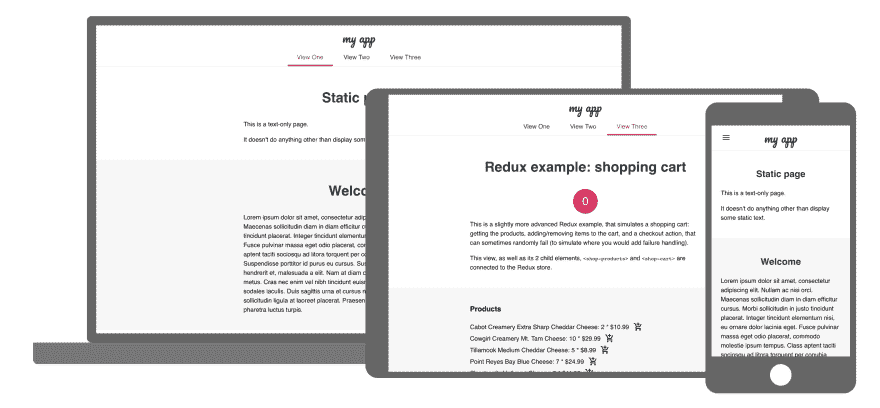 my app
View One View Two View Three
Static
This is a text-only page.
It doesn't do anything other than display some
Welco
Lorem ipsum dolor sit amet, consectetur adip
Maecenas sollicitudin diam in diam efficitur
tincidunt placerat. Integer tincidunt elementum
Fusce pulvinar massa eget odio placerat, con
aptent taciti sociosqu ad litora torquent per co
Suspendisse porttitor id purus eu cursus. Sus
hendrerit et, malesuada a elit. Nam at diam
metus. Cras nec enim vel nibh tincidunt euis
sodales iaculis. Duis sagittis urna et cursus
sollicitudin ligula at laoreet placerat. Praesen
pharetra luctus turpis.
my app
View One View Two View Three
Redux example: shopping cart
0
This is a slightly more advanced Redux example, that simulates a shopping cart:
getting the products, adding/removing items to the cart, and a checkout action, that
can sometimes randomly fail (to simulate where you would add failure handling).
This view, as well as its 2 child elements, <shop-products> and <shop-cart> are
connected to the Redux store.
Products
Cabot Creamery Extra Sharp Cheddar Cheese: 2 * $10.99
Cowgirl Creamery Mt. Tam Cheese: 10 * $29.99
Tillamook Medium Cheddar Cheese: 5 * $8.99
Point Reyes Bay Blue Cheese: 7 * $24.99
my app
Static page
This is a text-only page.
It doesn't do anything other than display
some static text.
Welcome
Lorem ipsum dolor sit amet, consectetur
adipiscing elit. Nullam ac nisi orci.
Maecenas sollicitudin diam in diam efficitur
cursus. Morbi sollicitudin in justo tincidunt
placerat. Integer tincidunt elementum nisi,
eu ornare dolor lacinia eget. Fusce pulvinar
massa eget odio placerat, commodo
molestie ipsum tempus. Class aptent taciti
sociosqu ad litora torquent per conubia